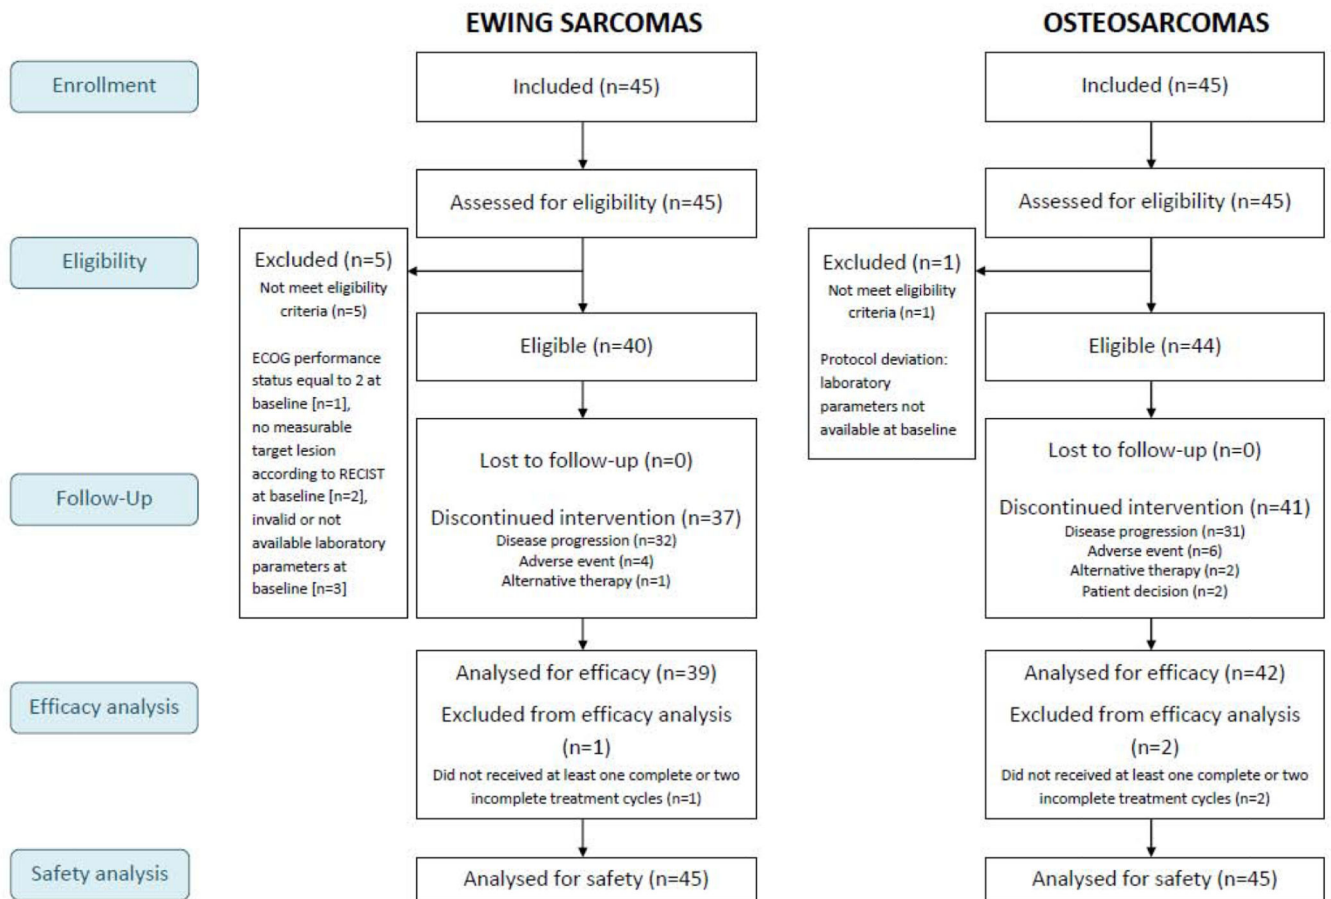 EWING SARCOMAS
OSTEOSARCOMAS
Enrollment
Included (n=45)
Included (n=45)
Assessed for eligibility (n=45)
Assessed for eligibility (n=45)
Eligibility
Excluded (n=5)
Not meet eligibility
criteria (n=5)
ECOG performance
status equal to 2 at
baseline [n=1],
no measurable
target lesion
according to RECIST
at baseline [n=2],
invalid or not
available laboratory
parameters at
baseline [n=3]
Excluded (n=1)
Not meet eligibility
criteria (n=1)
Protocol deviation:
laboratory
parameters not
available at baseline
Eligible (n=40)
Eligible (n=44)
Follow-Up
Lost to follow-up (n=0)
Discontinued intervention (n=37)
Disease progression (n=32)
Adverse event (n=4)
Alternative therapy (n=1)
Lost to follow-up (n=0)
Discontinued intervention (n=41)
Disease progression (n=31)
Adverse event (n=6)
Alternative therapy (n=2)
Patient decision (n=2)
Efficacy analysis
Analysed for efficacy (n=39)
Excluded from efficacy analysis
(n=1)
Did not received at least one complete or two
incomplete treatment cycles (n=1)
Analysed for efficacy (n=42)
Excluded from efficacy analysis
(n=2)
Did not received at least one complete or two
incomplete treatment cycles (n=2)
Safety analysis
Analysed for safety (n=45)
Analysed for safety (n=45)